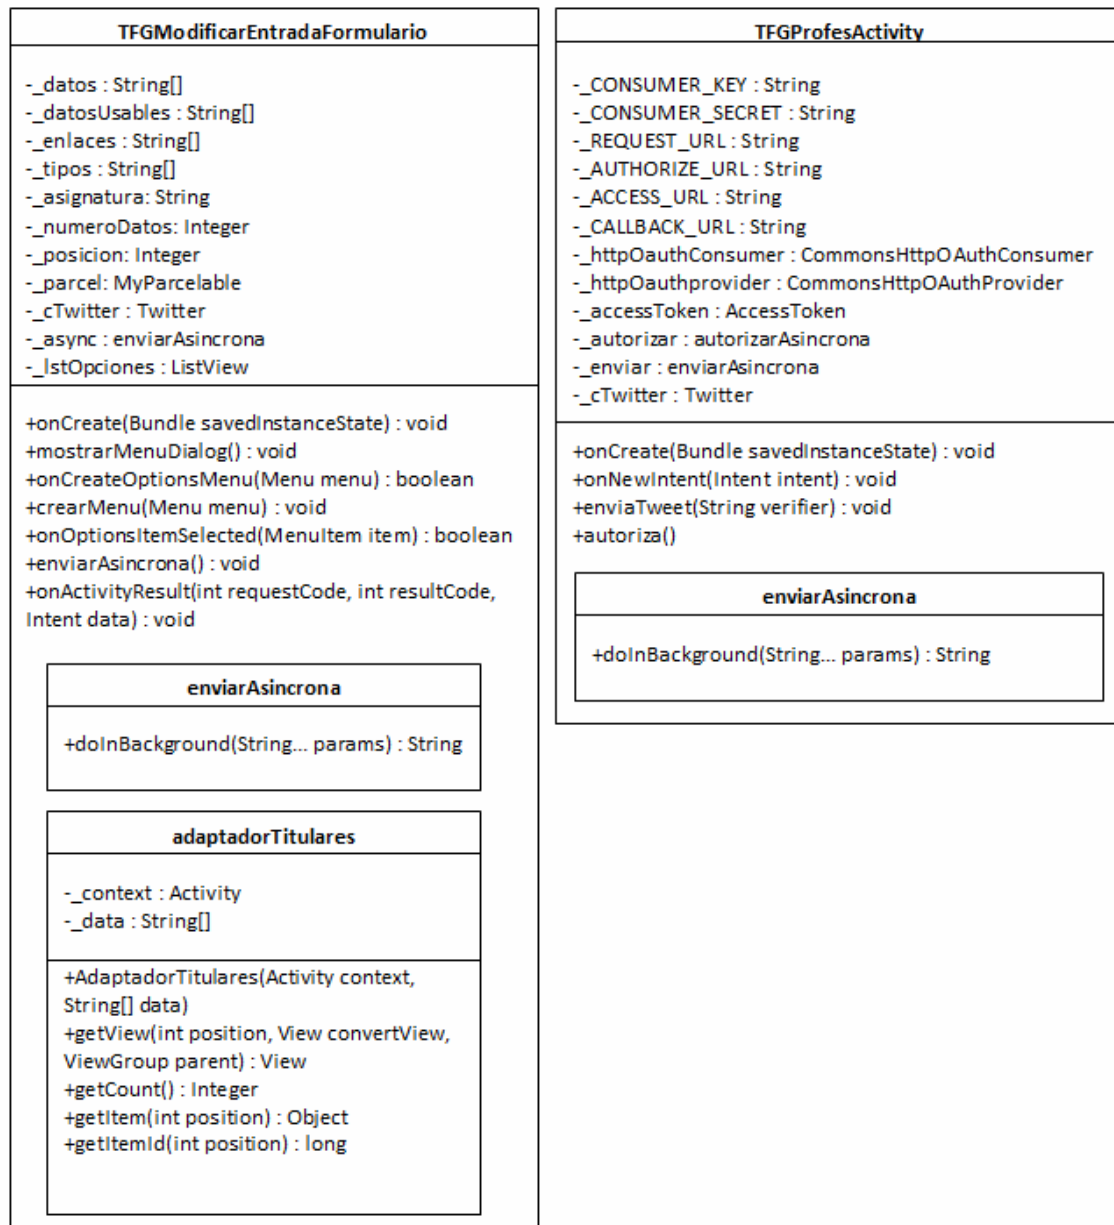 TFGModificarEntradaFormulario
-_datos : String[]
-_datosUsables : String[]
-_enlaces : String[]
-_tipos : String[]
-_asignatura: String
-_numeroDatos: Integer
-_posicion: Integer
-_parcel: MyParcelable
-_cTwitter : Twitter
-_async : enviarAsincrona
-_lstOpciones : ListView
+onCreate(Bundle savedInstanceState) : void
+mostrarMenuDialog() : void
+onCreateOptionsMenu(Menu menu) : boolean
+crearMenu(Menu menu) : void
+onOptionsItemSelected(MenuItem item) : boolean
+enviarAsincrona() : void
+onActivityResult(int requestCode, int resultCode,
Intent data) : void
enviarAsincrona
+doInBackground(String... params) : String
adaptadorTitulares
-_context : Activity
-_data : String[]
+AdaptadorTitulares(Activity context,
String[] data)
+getView(int position, View convertView,
ViewGroup parent) : View
+getCount() : Integer
+getItem(int position) : Object
+getItemId(int position) : long
TFGProfesActivity
-_CONSUMER_KEY : String
-_CONSUMER_SECRET : String
-_REQUEST_URL : String
-_AUTHORIZE_URL : String
-_ACCESS_URL : String
-_CALLBACK_URL : String
-_httpOauthConsumer : CommonsHttpOAuthConsumer
-_httpOauthprovider : CommonsHttpOAuthProvider
-_accessToken : AccessToken
-_autorizar : autorizarAsincrona
-_enviar : enviarAsincrona
-_cTwitter : Twitter
+onCreate(Bundle savedInstanceState) : void
+onNewIntent(Intent intent) : void
+enviaTweet(String verifier) : void
+autoriza()
enviarAsincrona
+doInBackground(String... params) : String